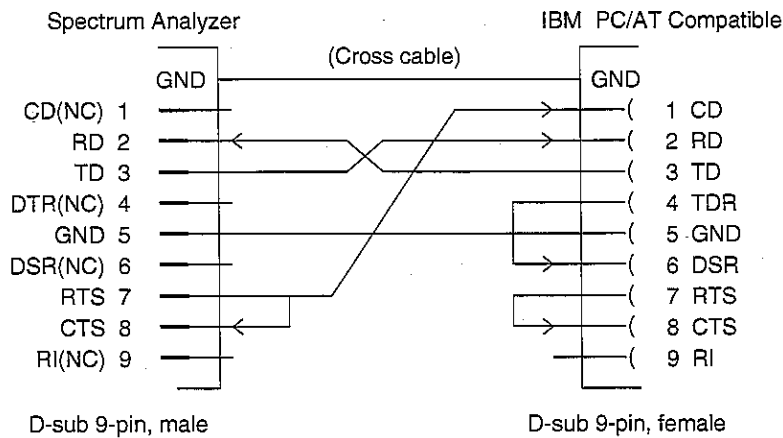 Spectrum Analyzer
IBM PC/AT Compatible
(Cross cable)
GND
GND
CD(NC) 1
1 CD
RD 2
2 RD
TD 3
3 TD
DTR(NC) 4
4 TDR
GND 5
5 GND
DSR(NC) 6
6 DSR
RTS 7
7 RTS
CTS 8
8 CTS
RI(NC) 9
9 RI
D-sub 9-pin, male
D-sub 9-pin, female